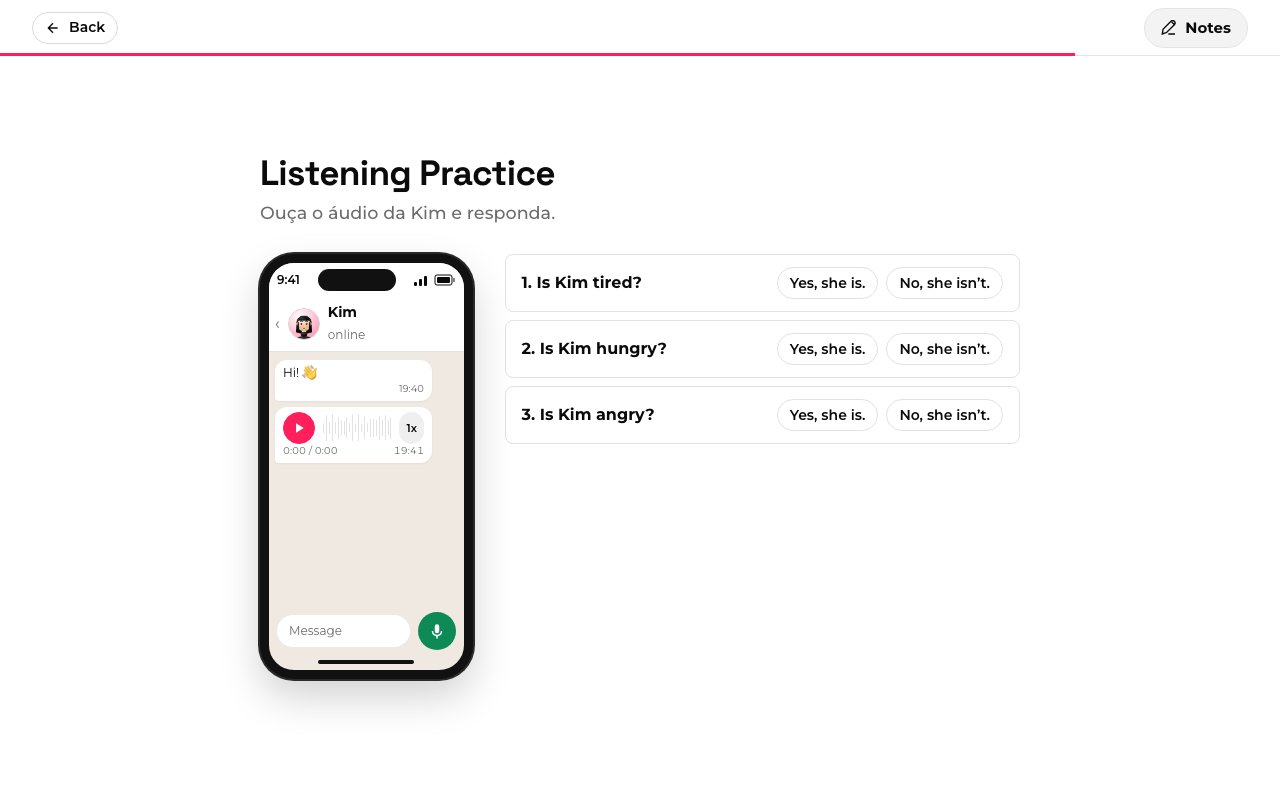 Back
Notes
Listening Practice
Ouça o áudio da Kim e responda.
9:41
Kim
online
Hi! 👋
19:40
1x
0:00 / 0:00 19:41
Message
1. Is Kim tired? Yes, she is. No, she isn’t.
2. Is Kim hungry? Yes, she is. No, she isn’t.
3. Is Kim angry? Yes, she is. No, she isn’t.